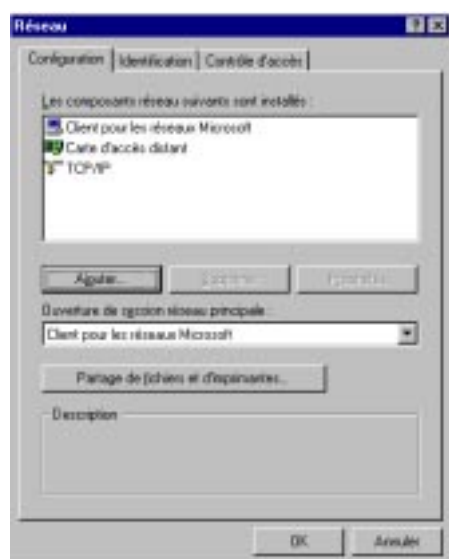 Réseau
Configuration Identification Contrôle d'accès
Les composants réseau suivants sont installés :
Client pour les réseaux Microsoft
Carte d'accès distant
TCP/IP
Ajouter... Supprimer Propriétés
Ouverture de session réseau principale :
Client pour les réseaux Microsoft
Partage de fichiers et d'imprimantes...
Description
OK Annuler